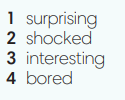 1 surprising
2 shocked
3 interesting
4 bored